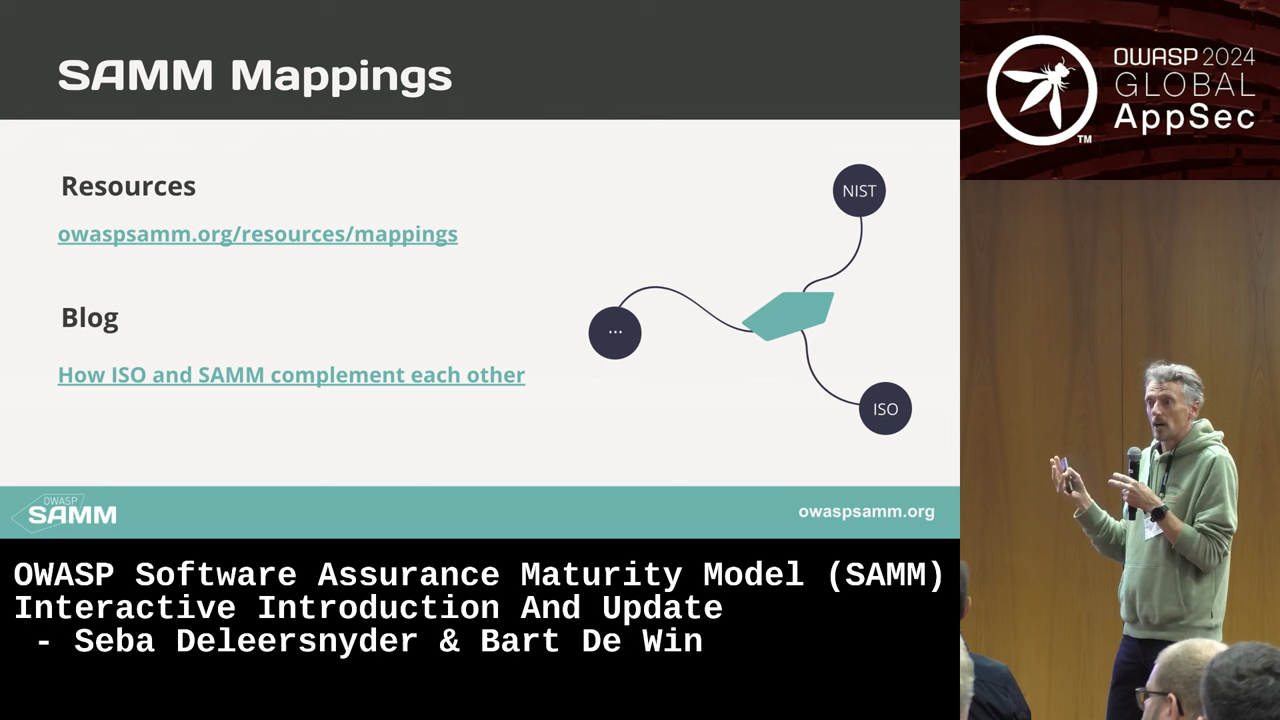 SAMM Mappings
Resources
owaspsamm.org/resources/mappings
Blog
How ISO and SAMM complement each other
NIST
...
ISO
OWASP
SAMM
owaspsamm.org
OWASP 2024
GLOBAL
AppSec
TM
OWASP Software Assurance Maturity Model (SAMM)
Interactive Introduction And Update
- Seba Deleersnyder & Bart De Win